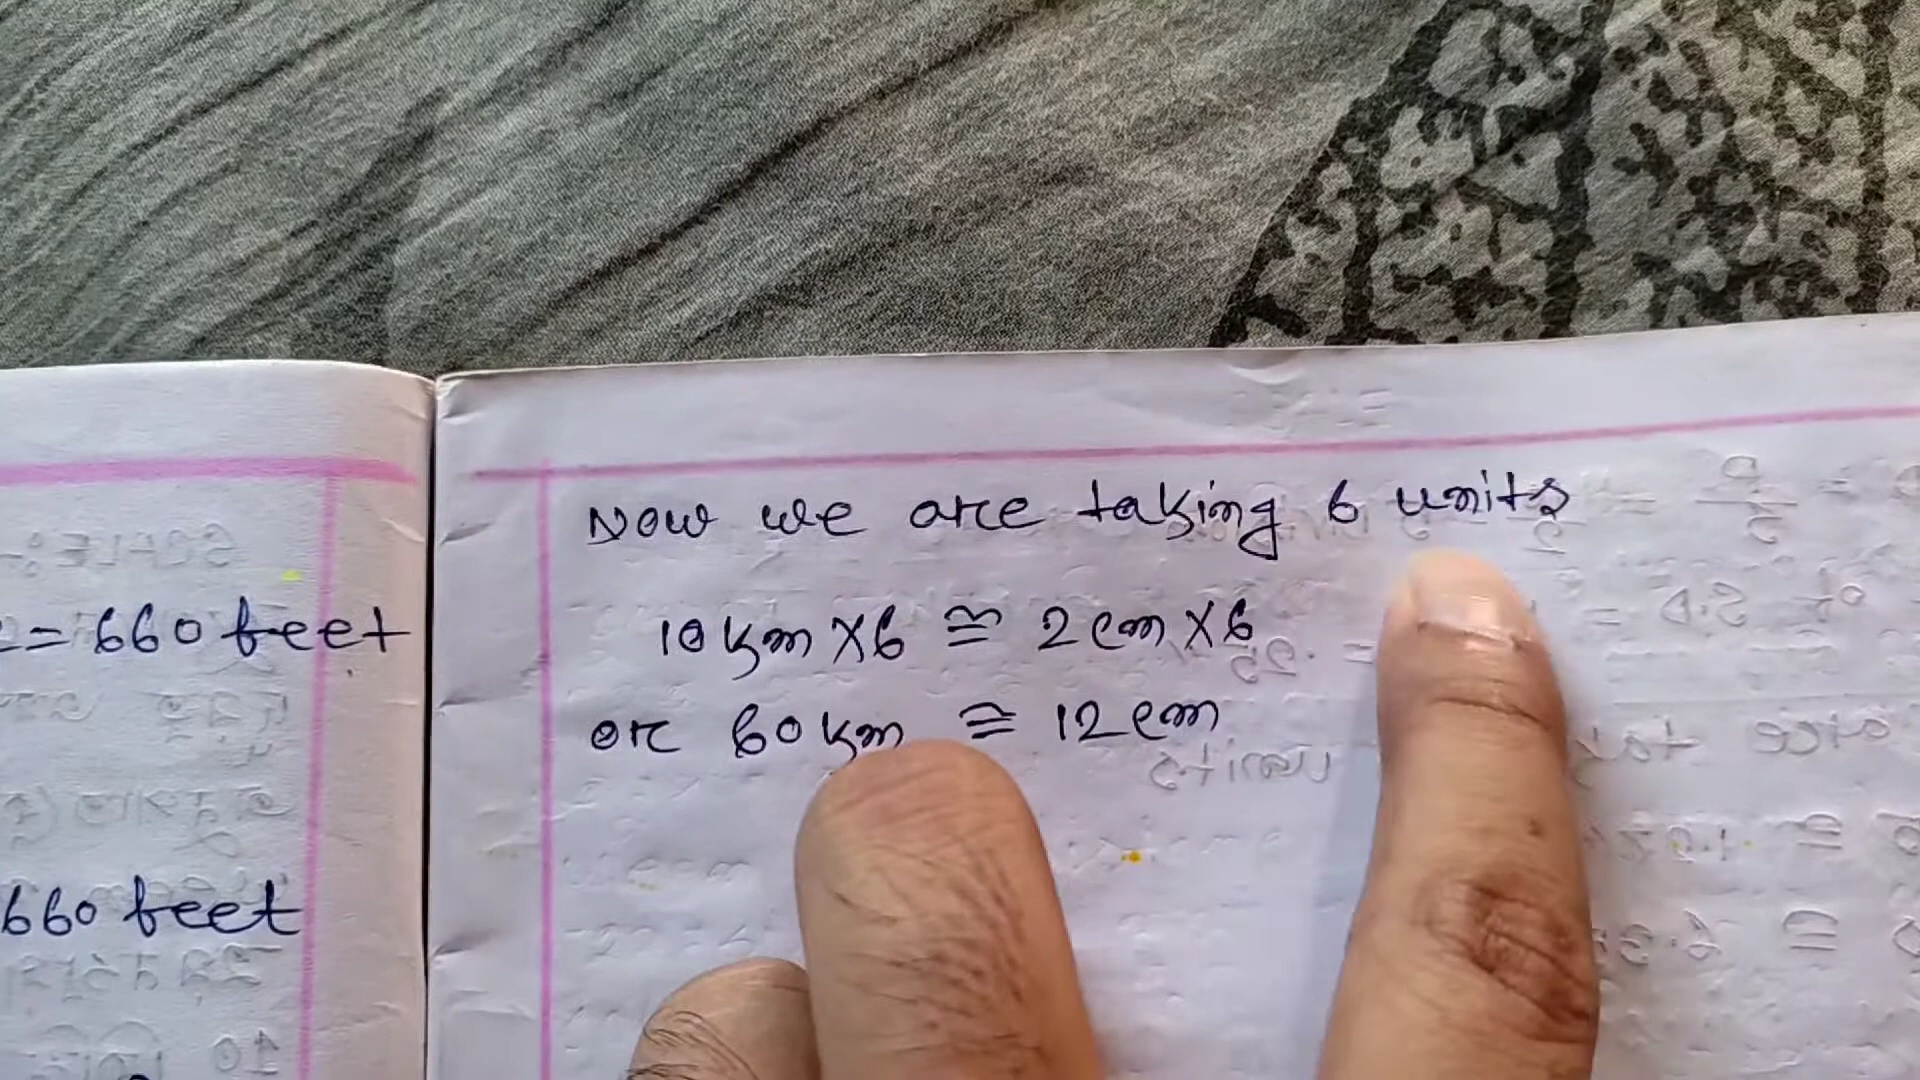 = 660 feet
660 feet
Now we are taking 6 units
10 km X 6 ≅ 2 cm X 6
or 60 km ≅ 12 cm